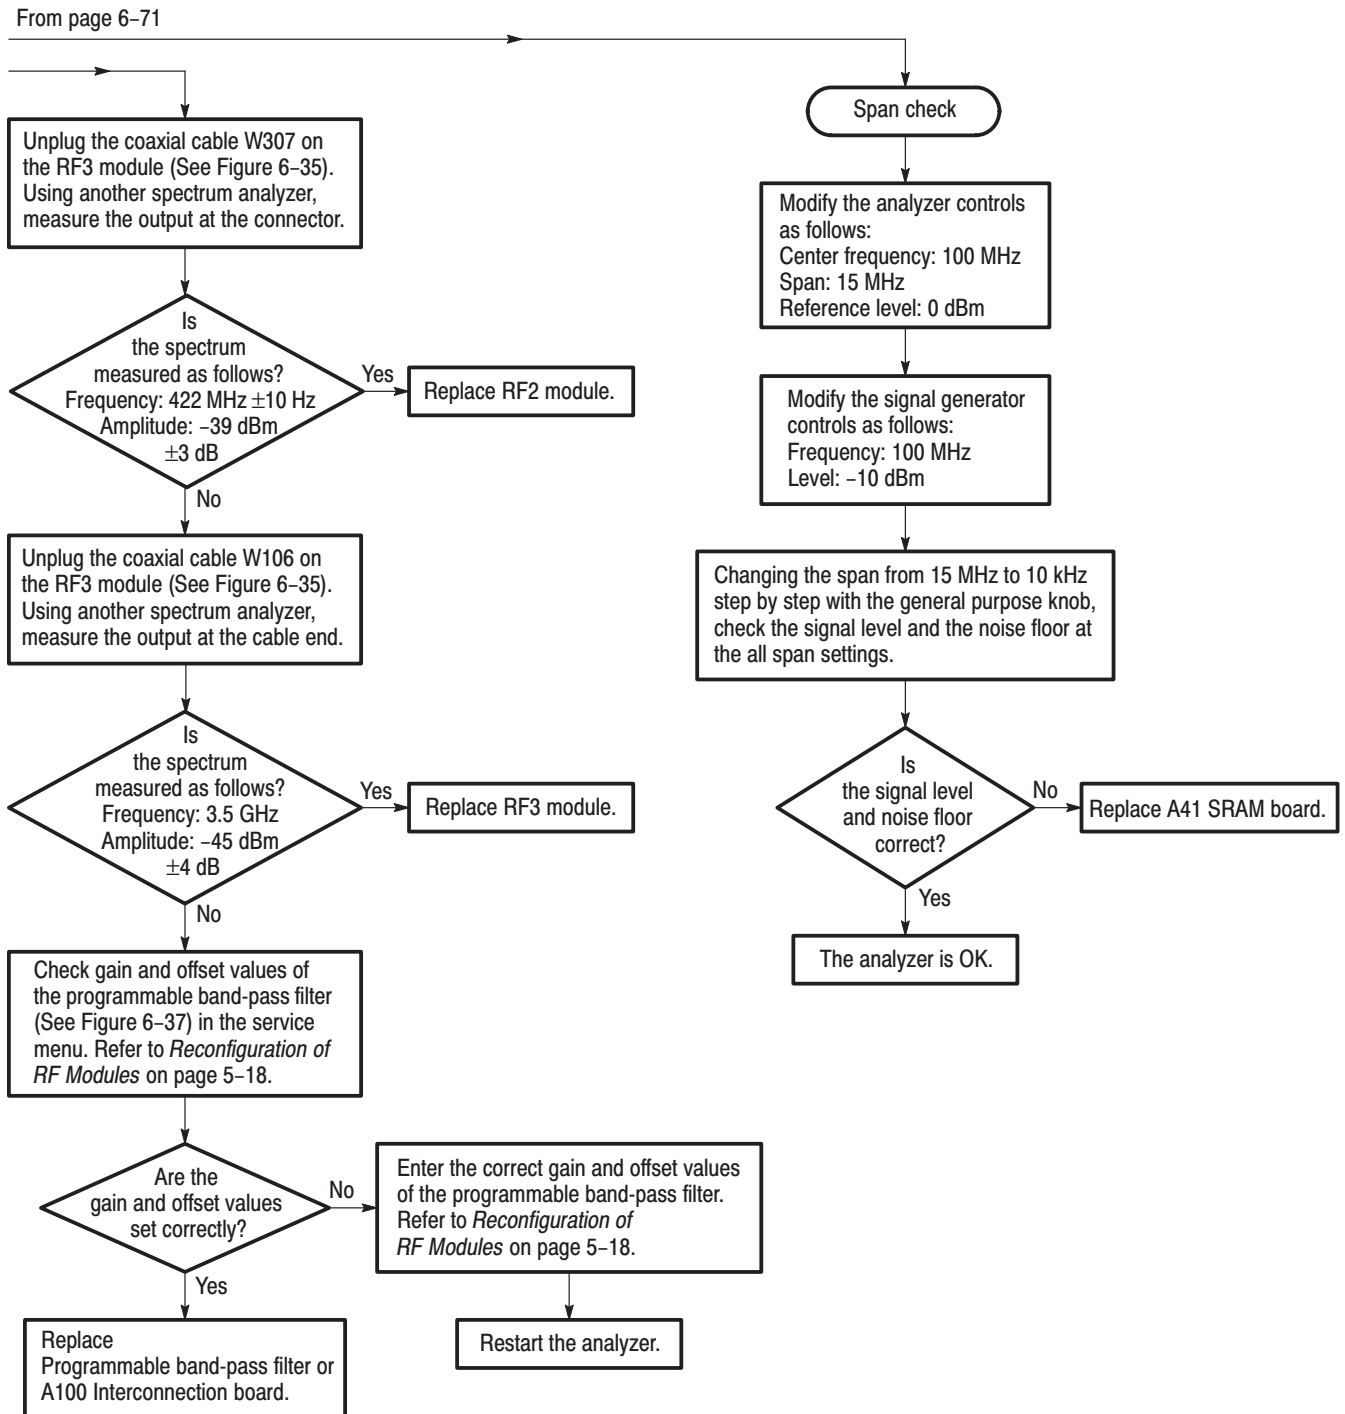 From page 6–71
Unplug the coaxial cable W307 on
the RF3 module (See Figure 6–35).
Using another spectrum analyzer,
measure the output at the connector.
Is
the spectrum
measured as follows?
Frequency: 422 MHz ±10 Hz
Amplitude: –39 dBm
±3 dB
Yes
Replace RF2 module.
No
Unplug the coaxial cable W106 on
the RF3 module (See Figure 6–35).
Using another spectrum analyzer,
measure the output at the cable end.
Is
the spectrum
measured as follows?
Frequency: 3.5 GHz
Amplitude: –45 dBm
±4 dB
Yes
Replace RF3 module.
No
Check gain and offset values of
the programmable band-pass filter
(See Figure 6–37) in the service
menu. Refer to Reconfiguration of
RF Modules on page 5–18.
Are the
gain and offset values
set correctly?
No
Enter the correct gain and offset values
of the programmable band-pass filter.
Refer to Reconfiguration of
RF Modules on page 5–18.
Restart the analyzer.
Yes
Replace
Programmable band-pass filter or
A100 Interconnection board.
Span check
Modify the analyzer controls
as follows:
Center frequency: 100 MHz
Span: 15 MHz
Reference level: 0 dBm
Modify the signal generator
controls as follows:
Frequency: 100 MHz
Level: –10 dBm
Changing the span from 15 MHz to 10 kHz
step by step with the general purpose knob,
check the signal level and the noise floor at
the all span settings.
Is
the signal level
and noise floor
correct?
No
Replace A41 SRAM board.
Yes
The analyzer is OK.